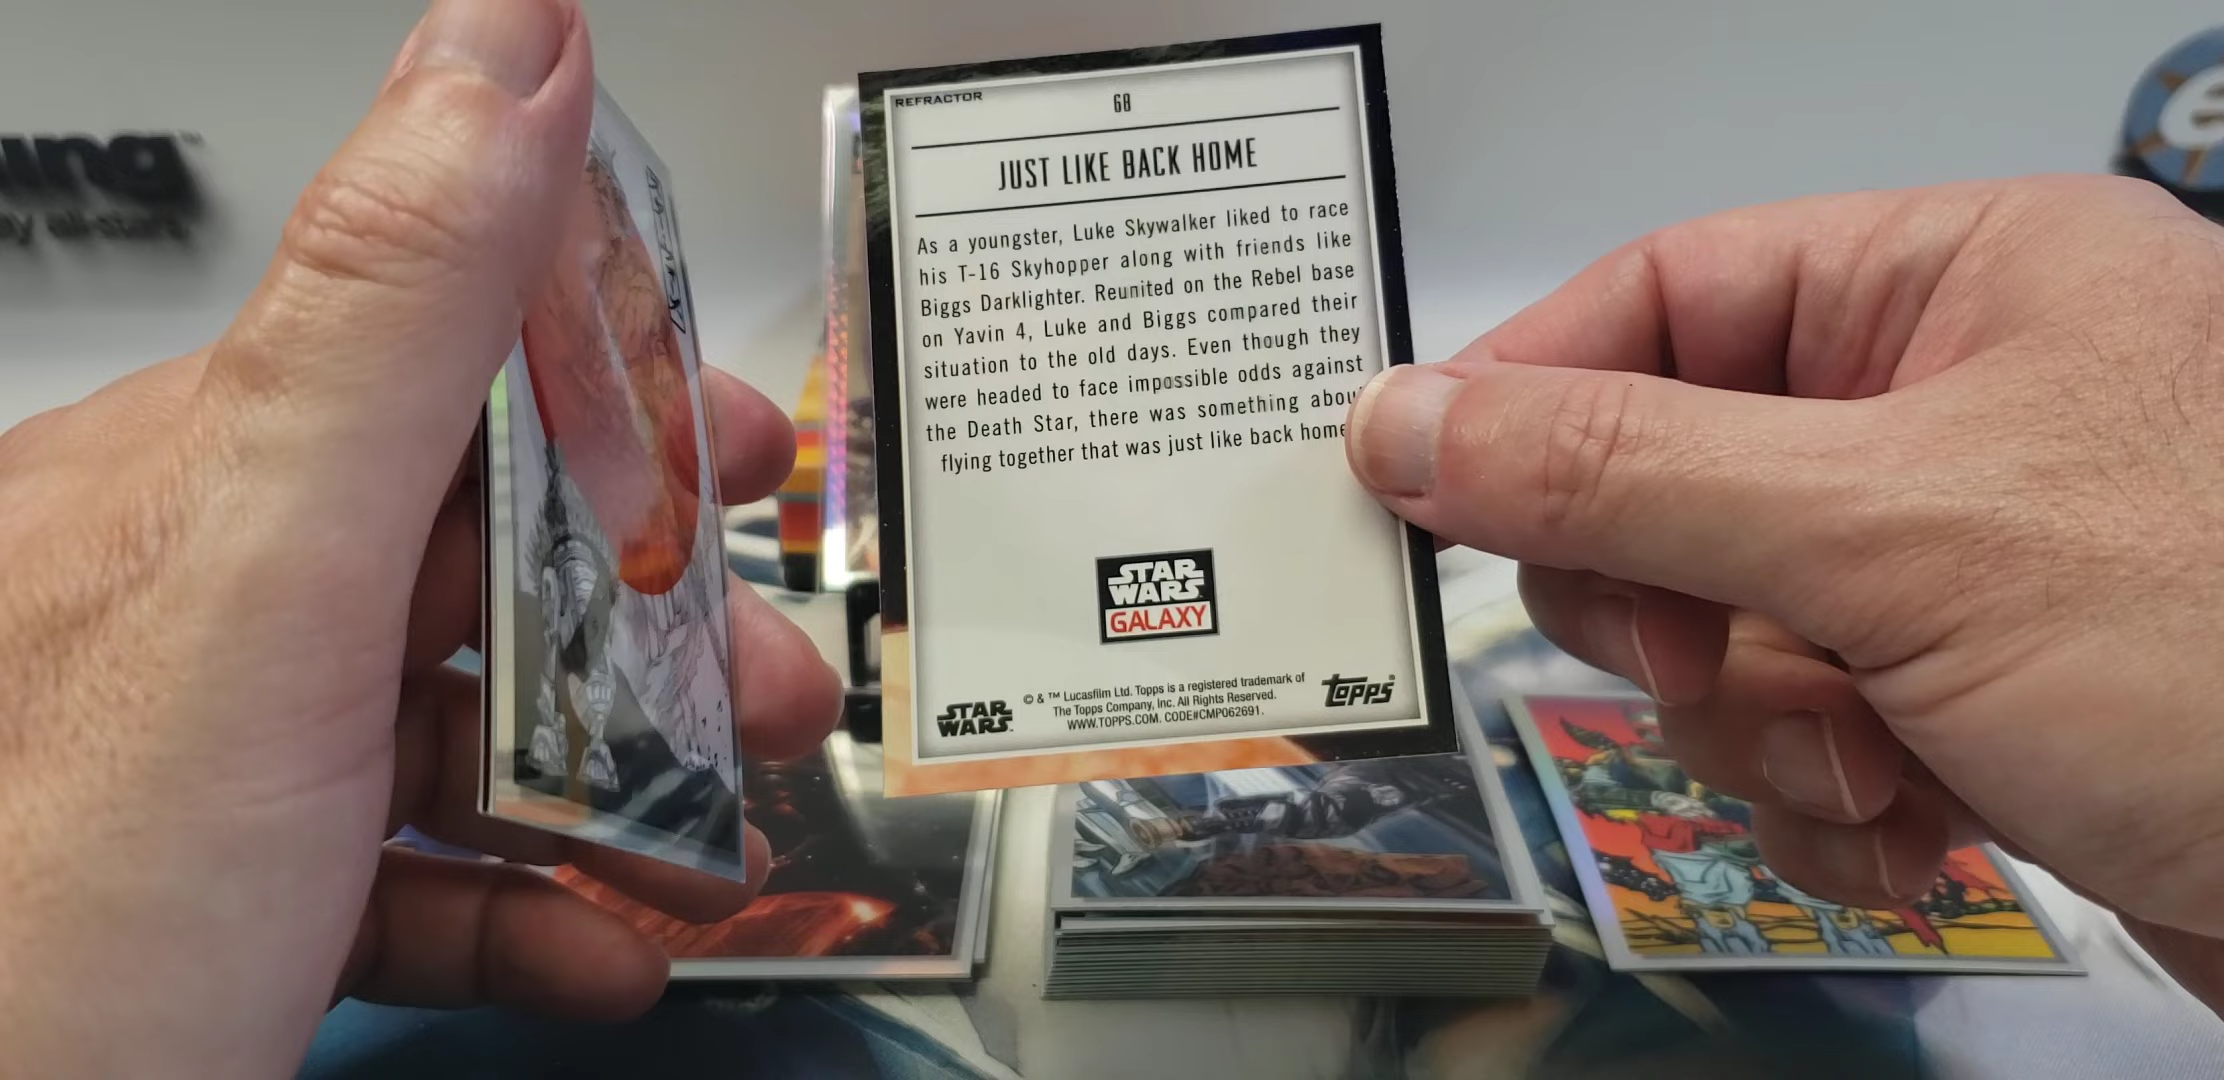 REFRACTOR
68
JUST LIKE BACK HOME
As a youngster, Luke Skywalker liked to race
his T-16 Skyhopper along with friends like
Biggs Darklighter. Reunited on the Rebel base
on Yavin 4, Luke and Biggs compared their
situation to the old days. Even though they
were headed to face impossible odds against
the Death Star, there was something abou
flying together that was just like back home
STAR
WARS
GALAXY
STAR
WARS
© & ™ Lucasfilm Ltd. Topps is a registered trademark of
The Topps Company, Inc. All Rights Reserved.
WWW.TOPPS.COM. CODE#CMP062691.
topps®